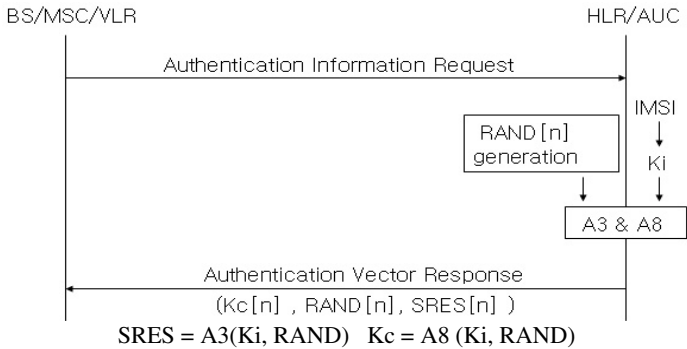 BS/MSC/VLR
HLR/AUC
Authentication Information Request
IMSI
RAND[n]
generation
Ki
A3 & A8
Authentication Vector Response
(Kc[n] , RAND[n], SRES[n] )
SRES = A3(Ki, RAND)   Kc = A8 (Ki, RAND)